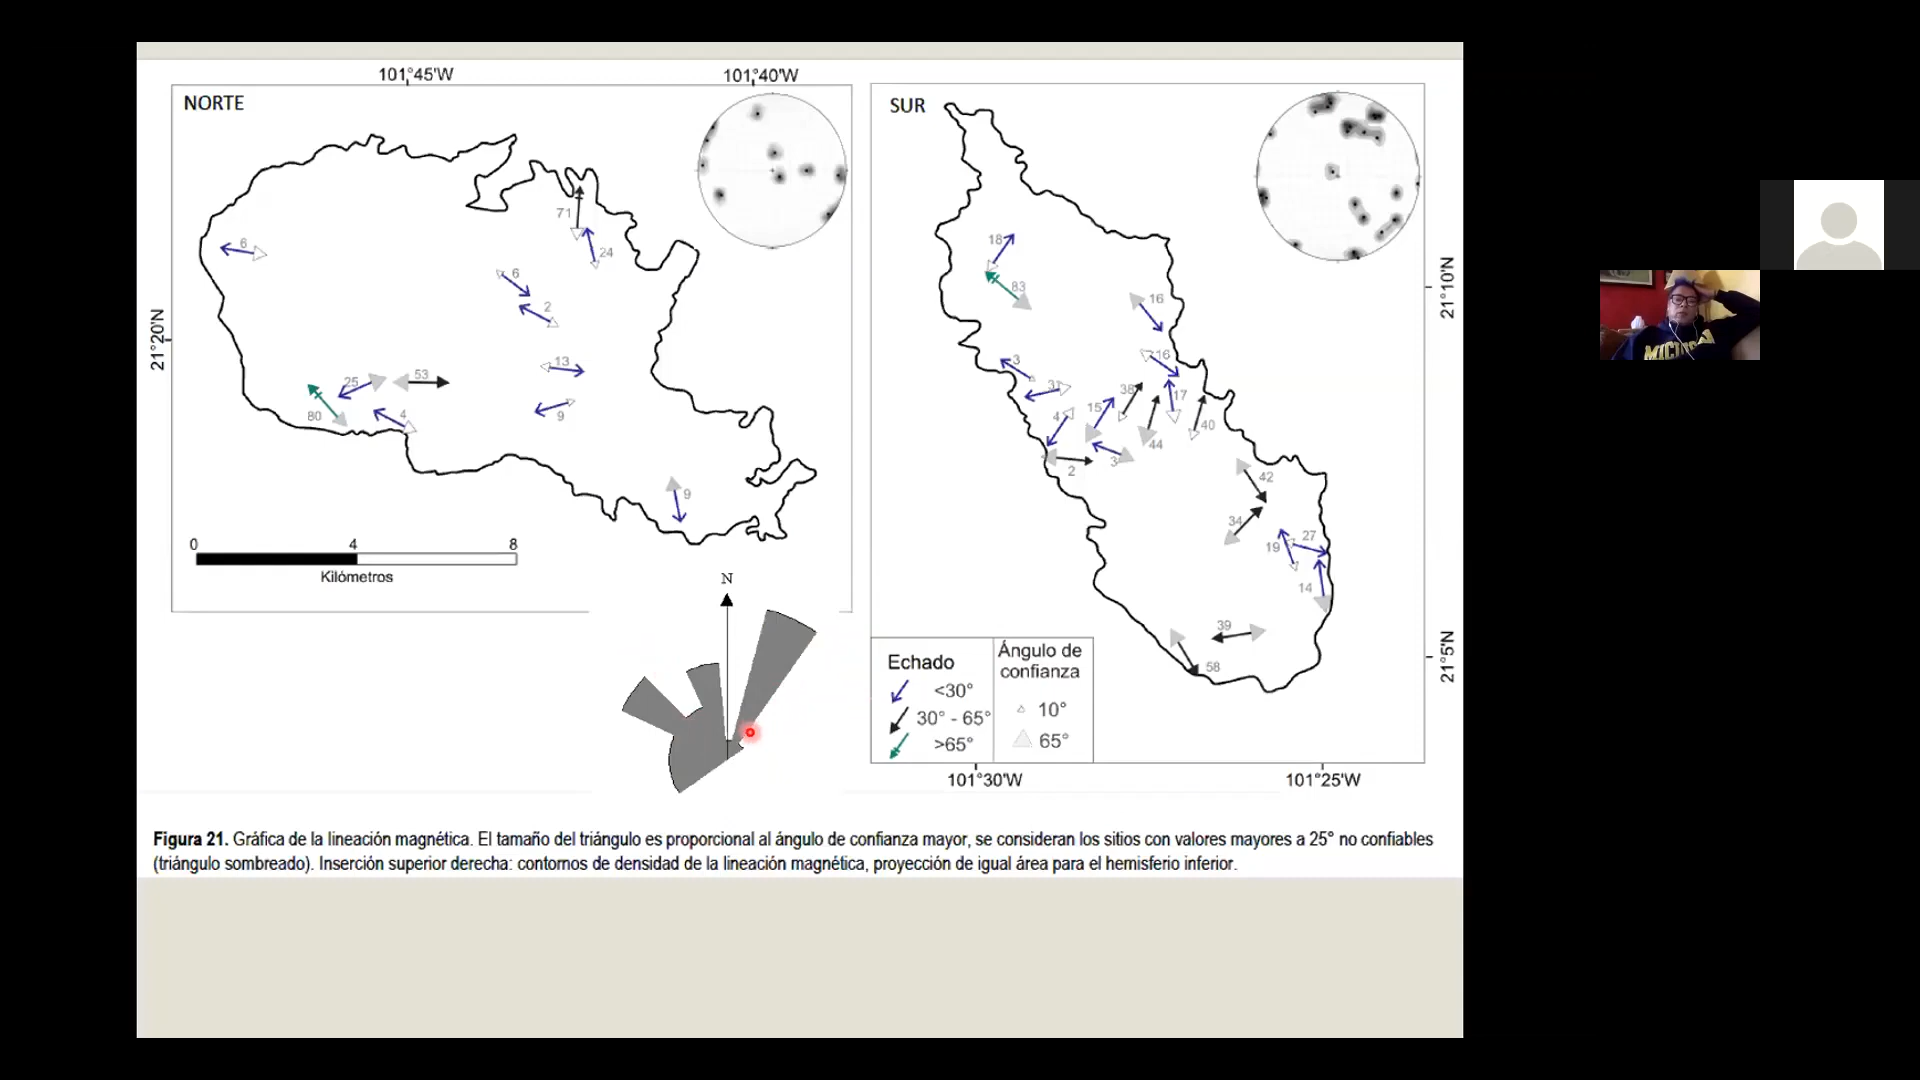 101°45'W
101°40'W
NORTE
SUR
71
24
6
6
2
13
53
25
80
4
9
9
21°20'N
0
4
8
Kilómetros
N
18
83
16
3
16
31
38
17
15
4
40
44
3
2
42
34
27
19
14
39
58
21°10'N
21°5'N
Echado
<30°
30° - 65°
>65°
Ángulo de
confianza
10°
65°
101°30'W
101°25'W
Figura 21. Gráfica de la lineación magnética. El tamaño del triángulo es proporcional al ángulo de confianza mayor, se consideran los sitios con valores mayores a 25° no confiables
(triángulo sombreado). Inserción superior derecha: contornos de densidad de la lineación magnética, proyección de igual área para el hemisferio inferior.